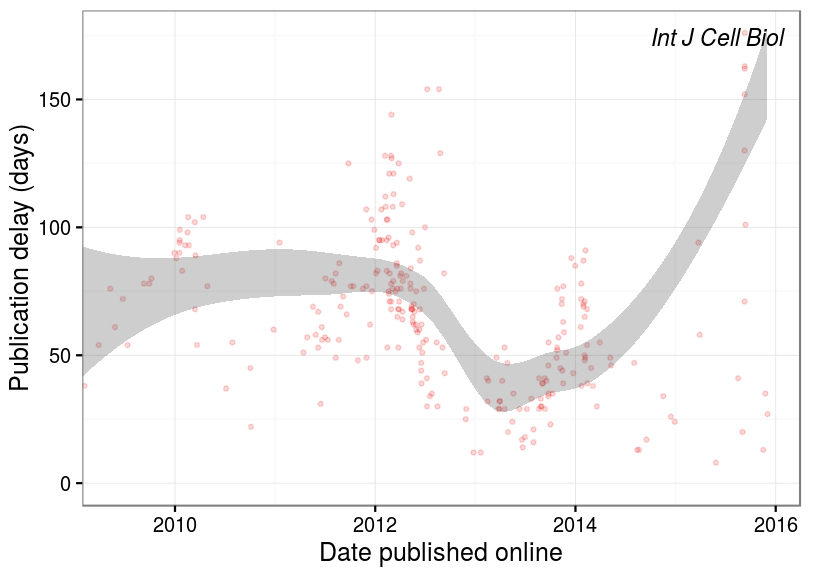 Int J Cell Biol
150
100
50
0
Publication delay (days)
2010
2012
2014
2016
Date published online